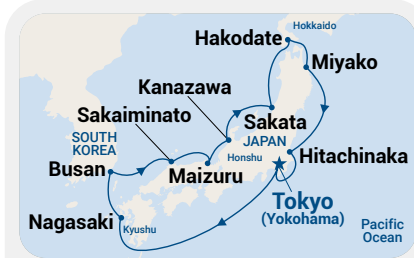 Hokkaido
Hakodate
Miyako
Kanazawa
Sakaiminato
Sakata
SOUTH
KOREA
JAPAN
Honshu
Hitachinaka
Busan
Maizuru
Tokyo
(Yokohama)
Nagasaki
Kyushu
Pacific
Ocean